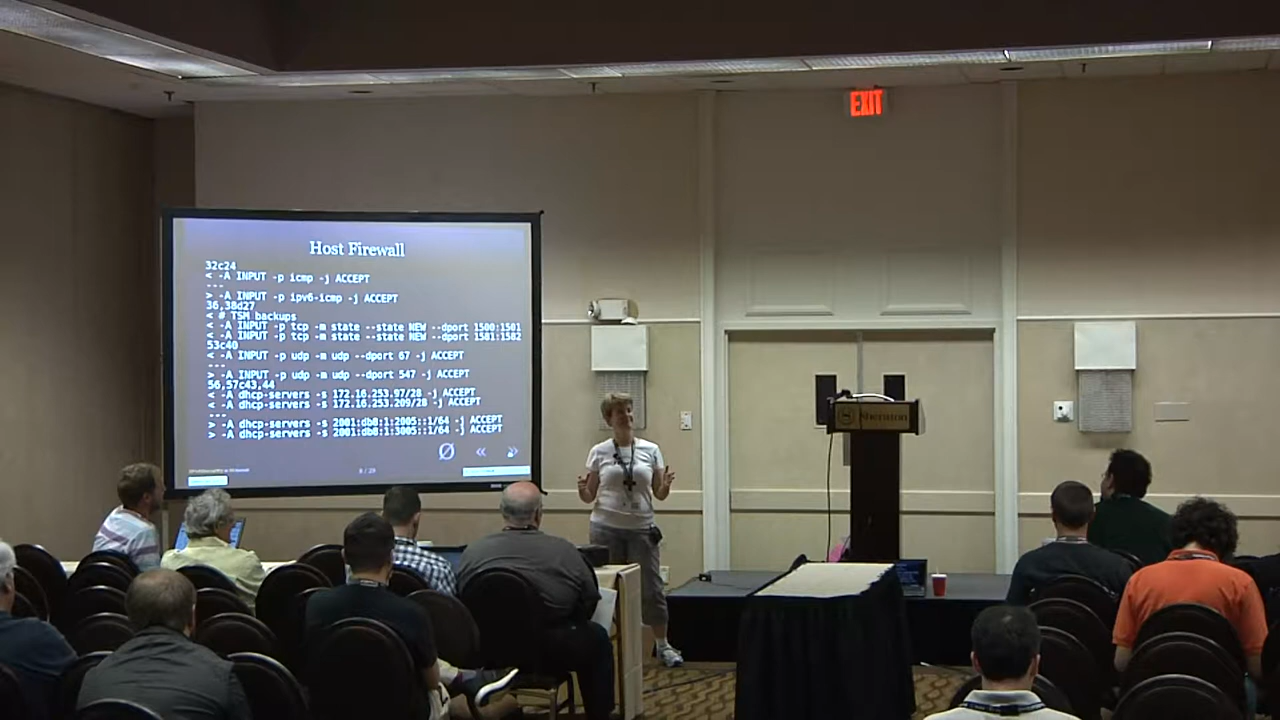 EXIT
Host Firewall
32c24
< -A INPUT -p icmp -j ACCEPT
---
> -A INPUT -p ipv6-icmp -j ACCEPT
36,38d27
< # TSM backups
< -A INPUT -p tcp -m state --state NEW --dport 1500:1501
< -A INPUT -p tcp -m state --state NEW --dport 1581:1582
53c40
< -A INPUT -p udp -m udp --dport 67 -j ACCEPT
---
> -A INPUT -p udp -m udp --dport 547 -j ACCEPT
56,57c43,44
< -A dhcp-servers -s 172.16.253.97/28 -j ACCEPT
< -A dhcp-servers -s 172.16.253.209/28 -j ACCEPT
---
> -A dhcp-servers -s 2001:db8:1:2005::1/64 -j ACCEPT
> -A dhcp-servers -s 2001:db8:1:3005::1/64 -j ACCEPT
Ø « »
8 / 29
Sheraton